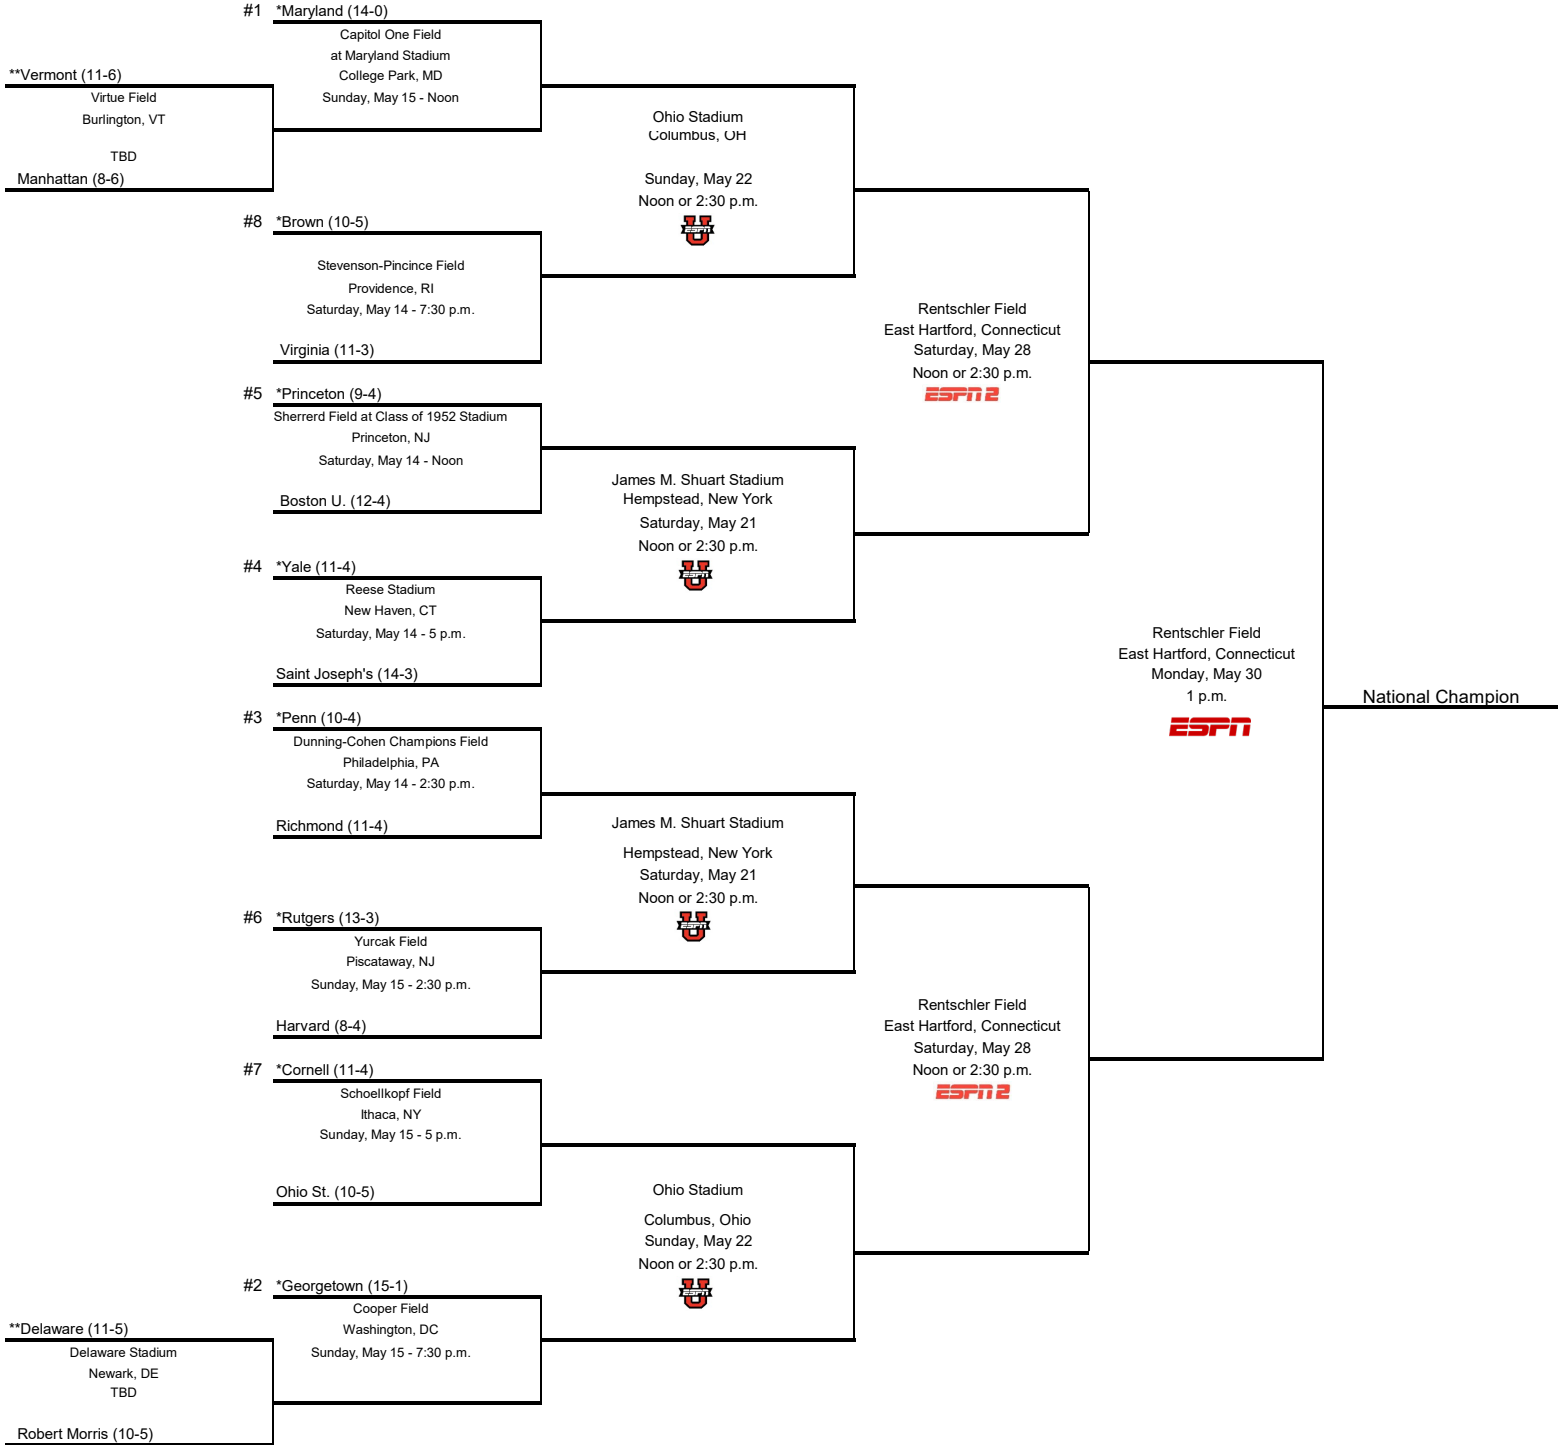 #1 *Maryland (14-0)
Capitol One Field
at Maryland Stadium
College Park, MD
Sunday, May 15 - Noon
**Vermont (11-6)
Virtue Field
Burlington, VT
TBD
Manhattan (8-6)
#8 *Brown (10-5)
Stevenson-Pincince Field
Providence, RI
Saturday, May 14 - 7:30 p.m.
Virginia (11-3)
#5 *Princeton (9-4)
Sherrerd Field at Class of 1952 Stadium
Princeton, NJ
Saturday, May 14 - Noon
Boston U. (12-4)
#4 *Yale (11-4)
Reese Stadium
New Haven, CT
Saturday, May 14 - 5 p.m.
Saint Joseph's (14-3)
#3 *Penn (10-4)
Dunning-Cohen Champions Field
Philadelphia, PA
Saturday, May 14 - 2:30 p.m.
Richmond (11-4)
#6 *Rutgers (13-3)
Yurcak Field
Piscataway, NJ
Sunday, May 15 - 2:30 p.m.
Harvard (8-4)
#7 *Cornell (11-4)
Schoellkopf Field
Ithaca, NY
Sunday, May 15 - 5 p.m.
Ohio St. (10-5)
#2 *Georgetown (15-1)
Cooper Field
Washington, DC
Sunday, May 15 - 7:30 p.m.
**Delaware (11-5)
Delaware Stadium
Newark, DE
TBD
Robert Morris (10-5)
Ohio Stadium
Columbus, OH
Sunday, May 22
Noon or 2:30 p.m.
ESPN U
James M. Shuart Stadium
Hempstead, New York
Saturday, May 21
Noon or 2:30 p.m.
ESPN U
James M. Shuart Stadium
Hempstead, New York
Saturday, May 21
Noon or 2:30 p.m.
ESPN U
Ohio Stadium
Columbus, Ohio
Sunday, May 22
Noon or 2:30 p.m.
ESPN U
Rentschler Field
East Hartford, Connecticut
Saturday, May 28
Noon or 2:30 p.m.
ESPN 2
Rentschler Field
East Hartford, Connecticut
Saturday, May 28
Noon or 2:30 p.m.
ESPN 2
Rentschler Field
East Hartford, Connecticut
Monday, May 30
1 p.m.
ESPN
National Champion